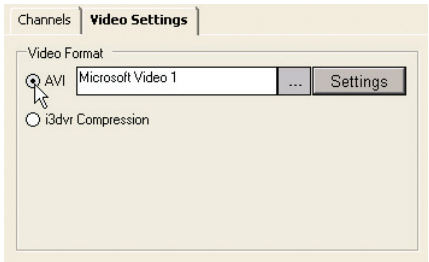 Channels Video Settings
Video Format
AVI Microsoft Video 1 ... Settings
i3dvr Compression